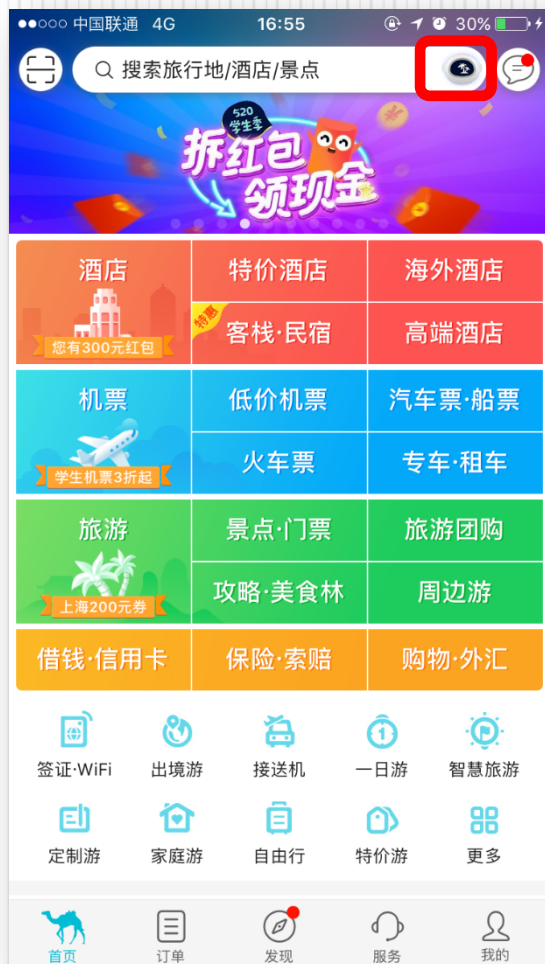 中国联通 4G 16:55 30%
搜索旅行地/酒店/景点
520
学生季
拆红包
领现金
酒店 特价酒店 海外酒店
您有300元红包 特惠 客栈·民宿 高端酒店
机票 低价机票 汽车票·船票
学生机票3折起 火车票 专车·租车
旅游 景点·门票 旅游团购
上海200元券 攻略·美食林 周边游
借钱·信用卡 保险·索赔 购物·外汇
签证·WiFi 出境游 接送机 一日游 智慧旅游
定制游 家庭游 自由行 特价游 更多
首页 订单 发现 服务 我的